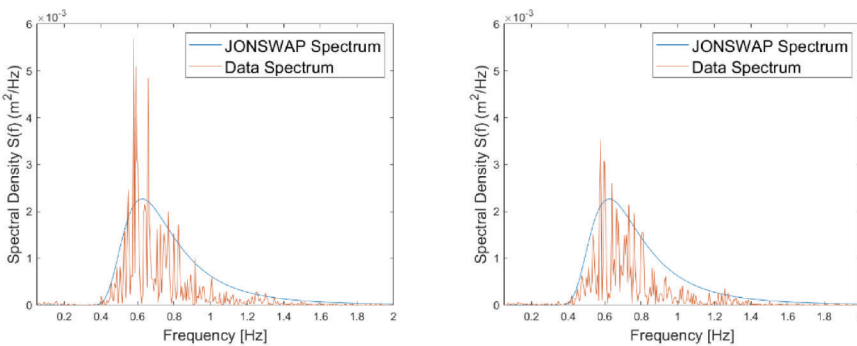 ×10⁻³
6
5
4
3
2
1
0
Spectral Density S(f) (m²/Hz)
JONSWAP Spectrum
Data Spectrum
0.2 0.4 0.6 0.8 1 1.2 1.4 1.6 1.8 2
Frequency [Hz]
×10⁻³
6
5
4
3
2
1
0
Spectral Density S(f) (m²/Hz)
JONSWAP Spectrum
Data Spectrum
0.2 0.4 0.6 0.8 1 1.2 1.4 1.6 1.8
Frequency [Hz]